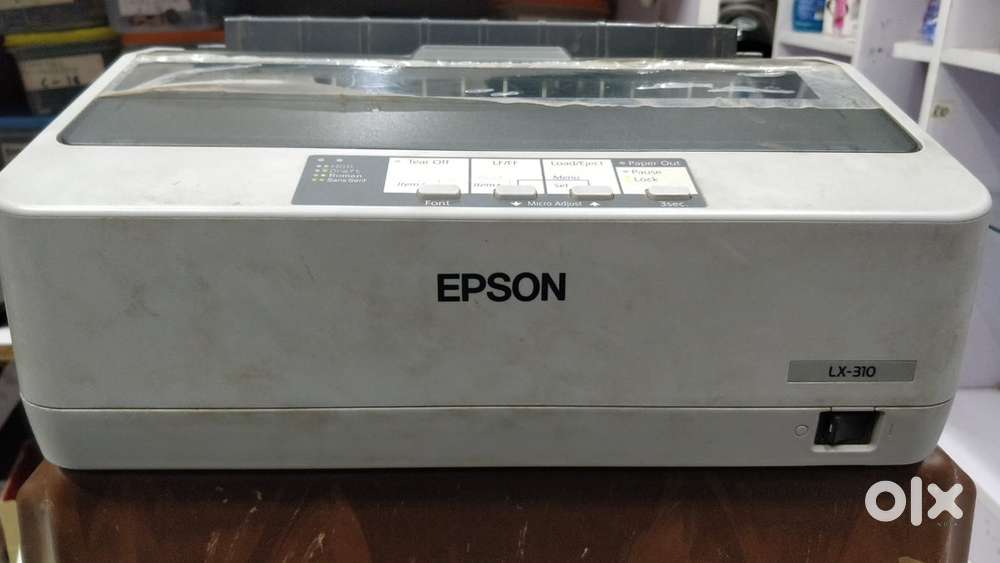 Tear Off
LF/FF
Load/Eject
Paper Out
Pause
Lock
Draft
Roman
Sans Serif
Item
Item
Menu
Set
Font
Micro Adjust
3sec
EPSON
LX-310
olx